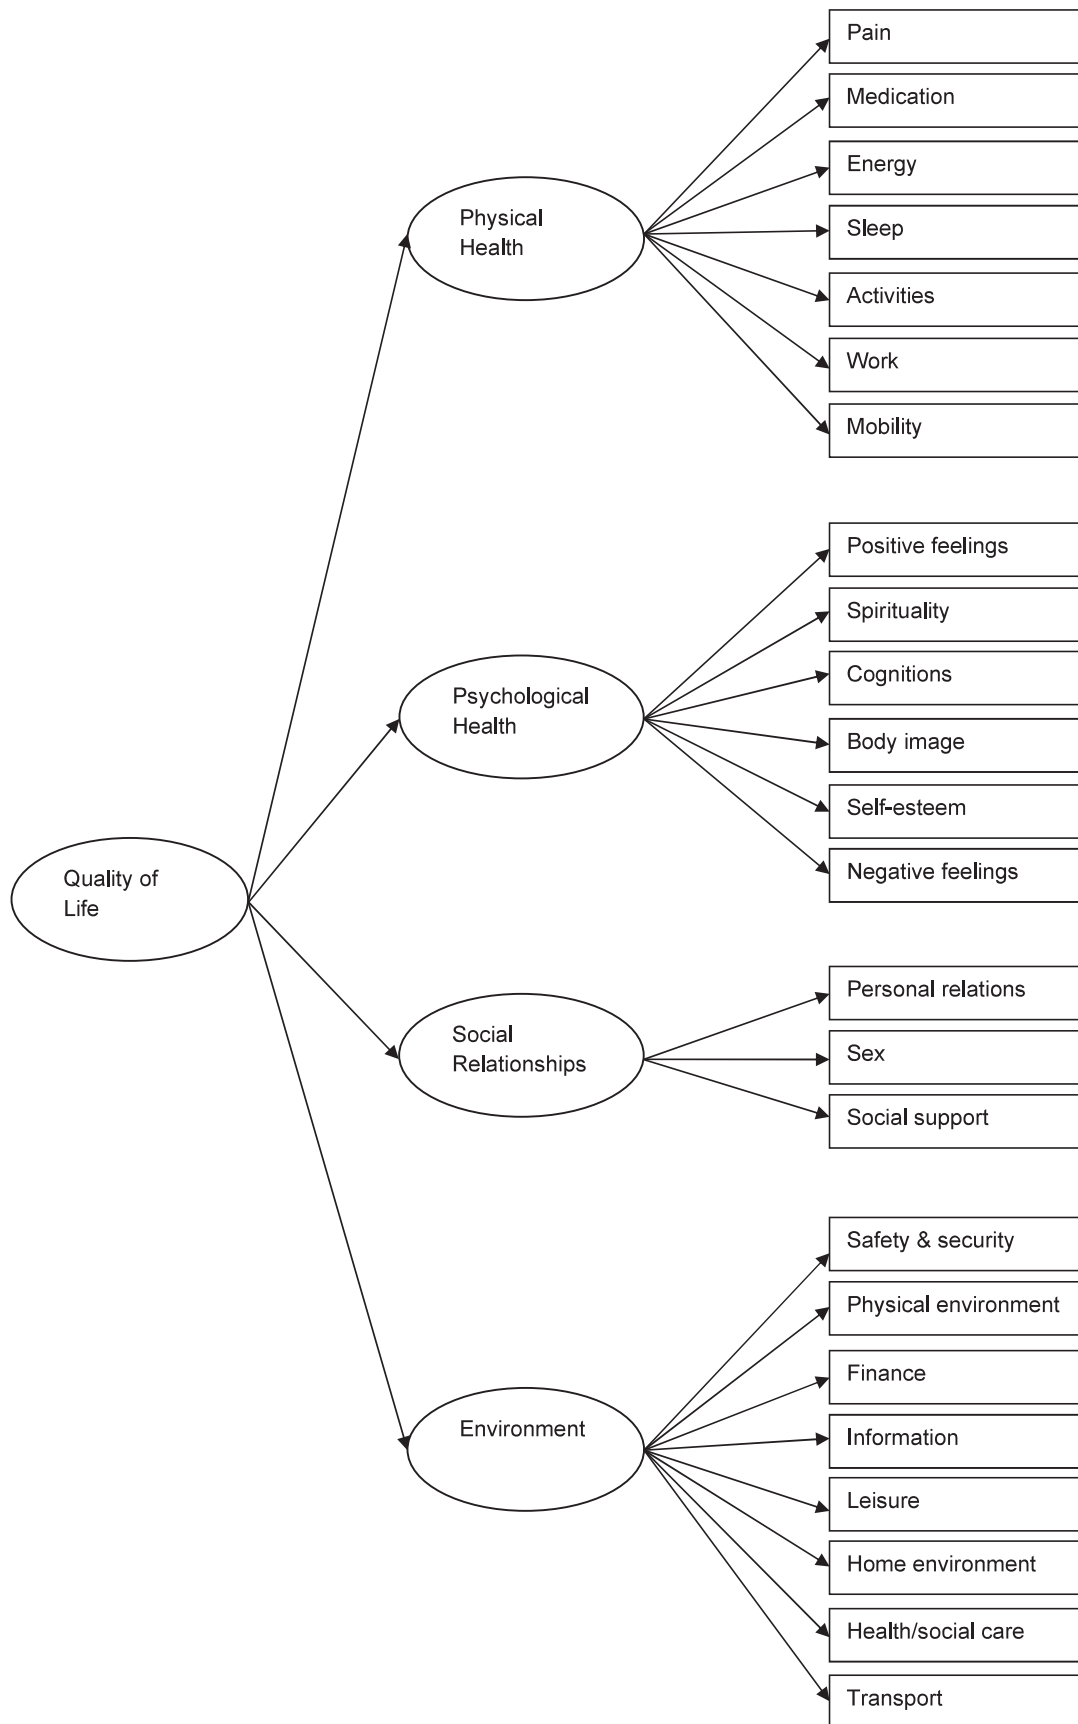 Pain
Medication
Energy
Sleep
Activities
Work
Mobility
Physical
Health
Positive feelings
Spirituality
Cognitions
Body image
Self-esteem
Negative feelings
Psychological
Health
Quality of
Life
Personal relations
Sex
Social support
Social
Relationships
Safety & security
Physical environment
Finance
Information
Leisure
Home environment
Health/social care
Transport
Environment